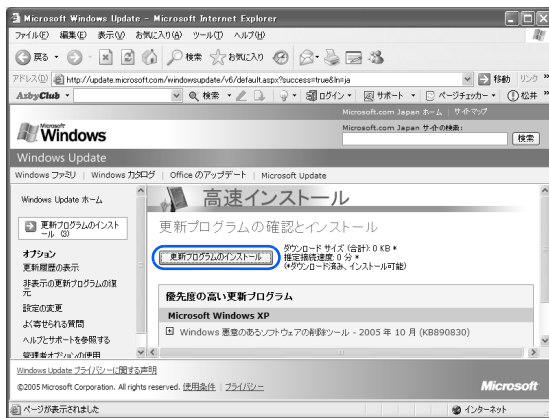 Microsoft Windows Update - Microsoft Internet Explorer
ファイル(F) 編集(E) 表示(V) お気に入り(A) ツール(T) ヘルプ(H)
戻る 検索 お気に入り
アドレス(D) http://update.microsoft.com/windowsupdate/v6/default.aspx?success=true&ln=ja 移動 リンク »
AzbyClub 検索 ログイン サポート ページチェッカー 松井 »
Microsoft.com Japan ホーム | サイトマップ
Microsoft Windows
Microsoft.com Japan サイトの検索:
検索
Windows Update
Windows ファミリ | Windows カタログ | Office のアップデート | Microsoft Update
Windows Update ホーム
更新プログラムのインストール (3)
オプション
更新履歴の表示
非表示の更新プログラムの復元
設定の変更
よく寄せられる質問
ヘルプとサポートを参照する
管理者オプションの使用
高速インストール
更新プログラムの確認とインストール
更新プログラムのインストール
ダウンロード サイズ (合計): 0 KB *
推定接続速度: 0 分 *
(*ダウンロード済み、インストール可能)
優先度の高い更新プログラム
Microsoft Windows XP
Windows 悪意のあるソフトウェアの削除ツール - 2005 年 10 月 (KB890830)
Windows Update プライバシーに関する声明
©2005 Microsoft Corporation. All rights reserved. 使用条件 | プライバシー
Microsoft
ページが表示されました
インターネット